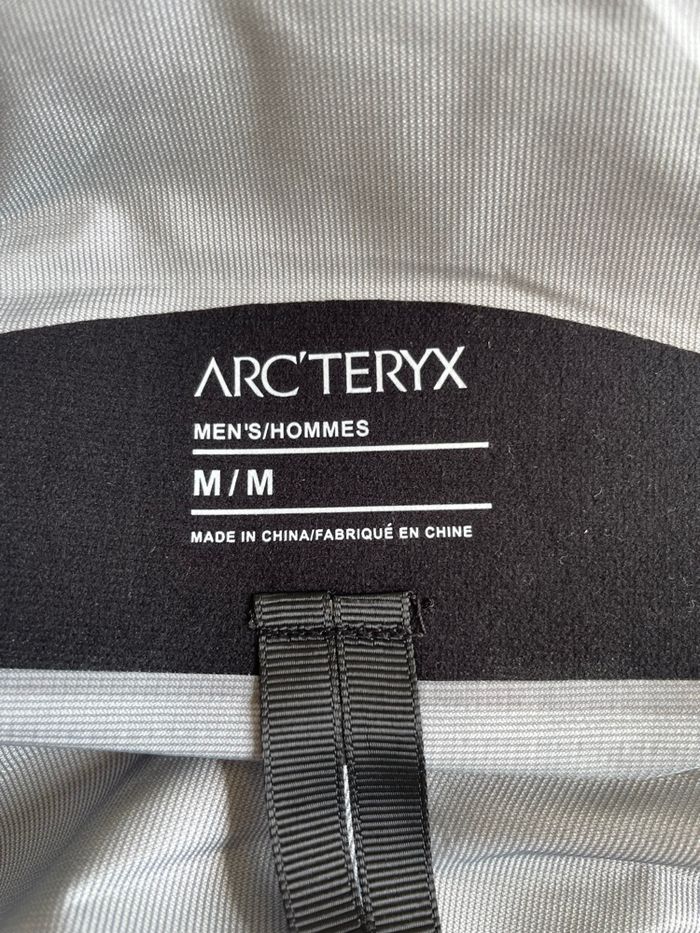 ARC'TERYX
MEN'S/HOMMES
M / M
MADE IN CHINA/FABRIQUÉ EN CHINE